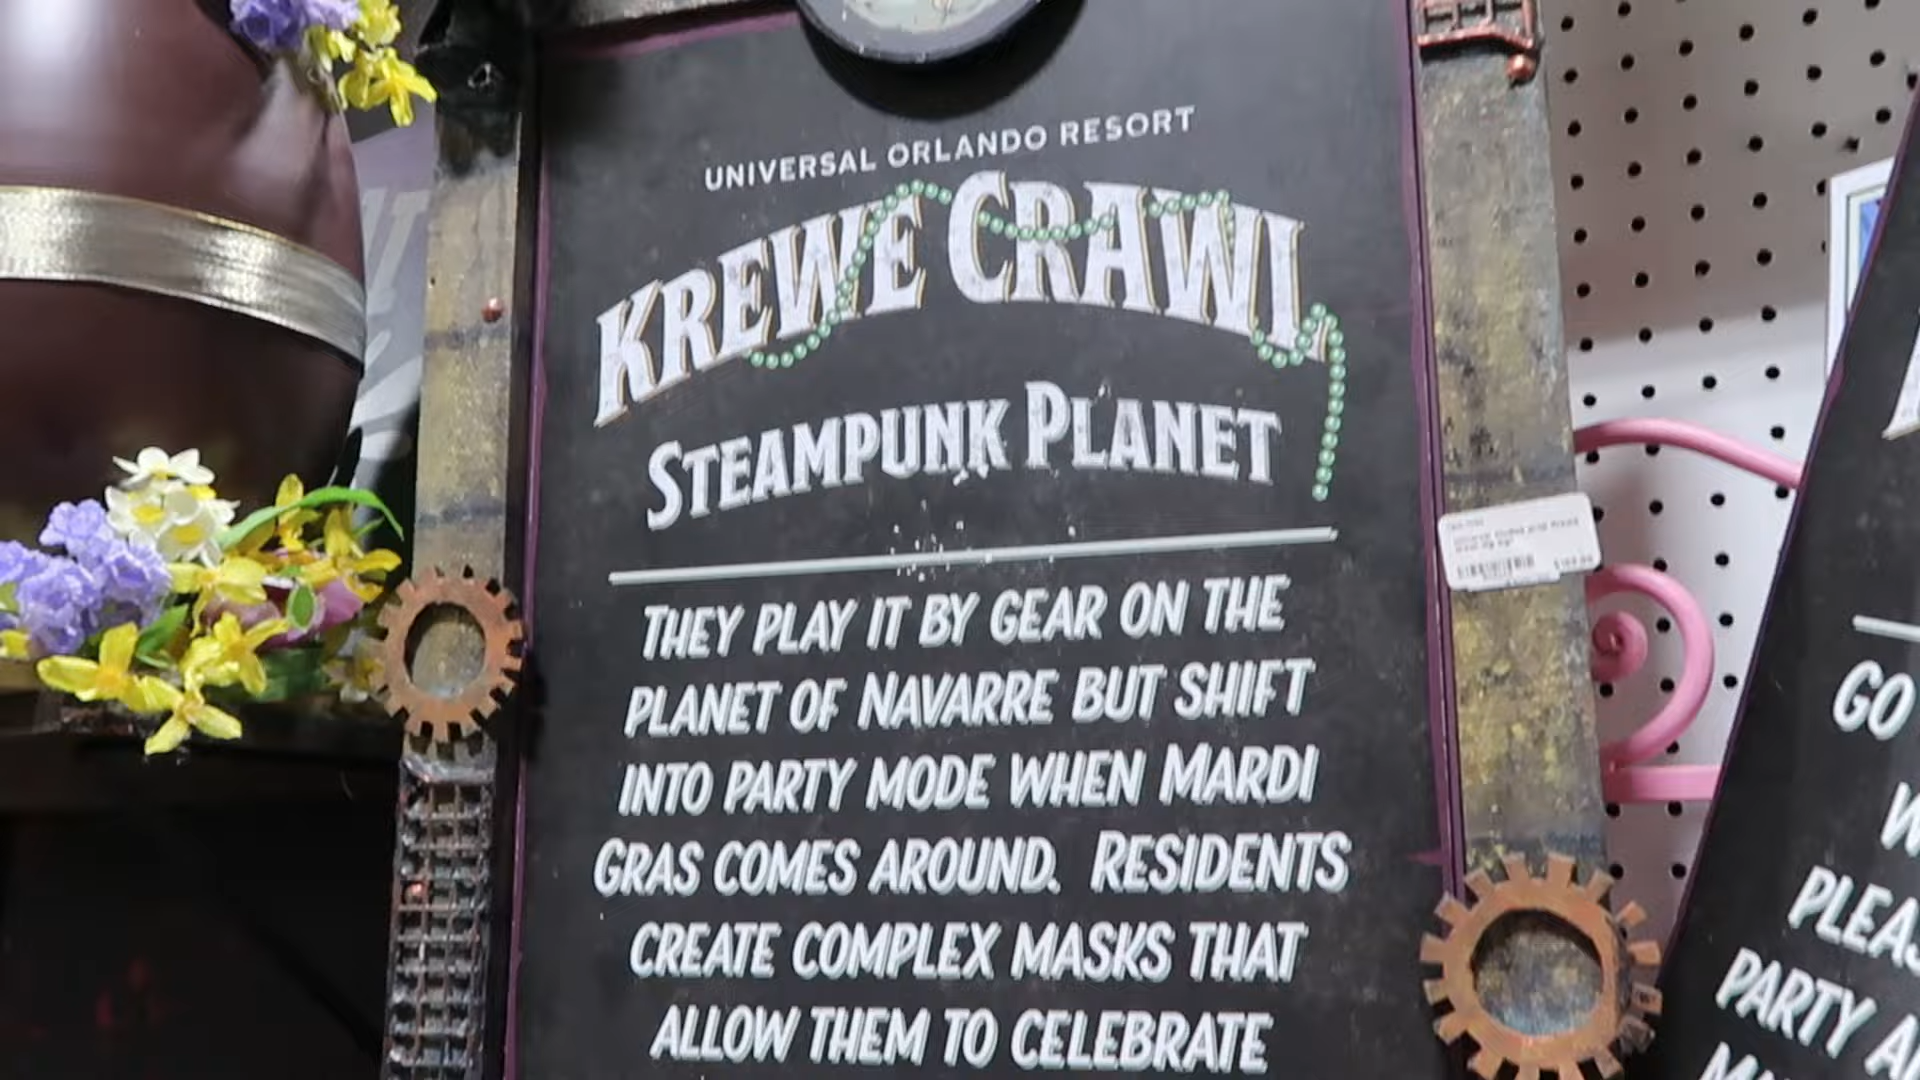 UNIVERSAL ORLANDO RESORT
KREWE CRAWL
STEAMPUNK PLANET
THEY PLAY IT BY GEAR ON THE
PLANET OF NAVARRE BUT SHIFT
INTO PARTY MODE WHEN MARDI
GRAS COMES AROUND. RESIDENTS
CREATE COMPLEX MASKS THAT
ALLOW THEM TO CELEBRATE
GO
PARTY